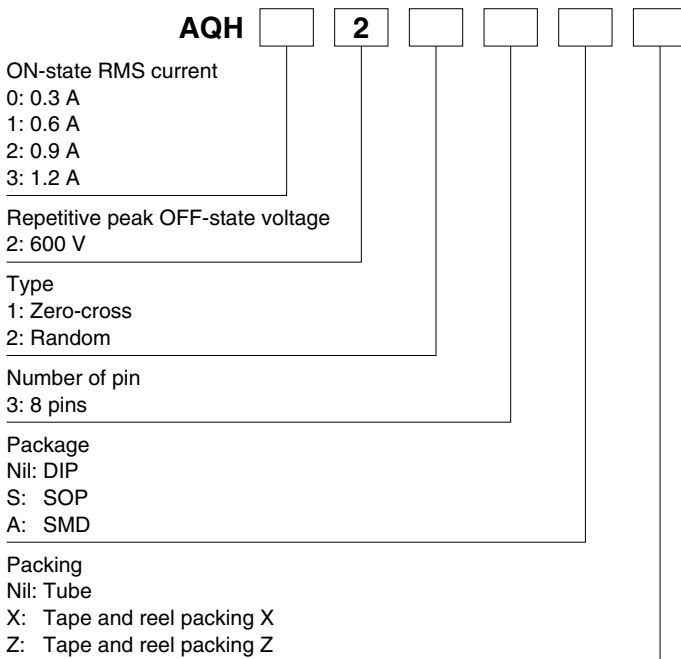 AQH 2
ON-state RMS current
0: 0.3 A
1: 0.6 A
2: 0.9 A
3: 1.2 A
Repetitive peak OFF-state voltage
2: 600 V
Type
1: Zero-cross
2: Random
Number of pin
3: 8 pins
Package
Nil: DIP
S: SOP
A: SMD
Packing
Nil: Tube
X: Tape and reel packing X
Z: Tape and reel packing Z